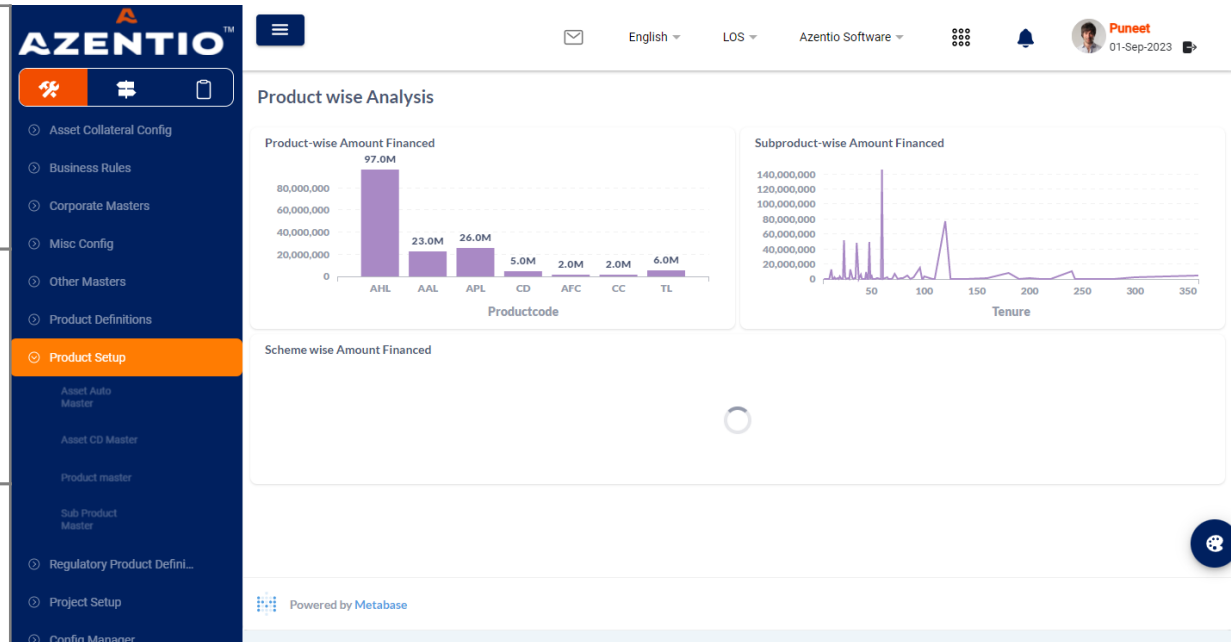 AZENTIO™
English
LOS
Azentio Software
Puneet
01-Sep-2023
Asset Collateral Config
Business Rules
Corporate Masters
Misc Config
Other Masters
Product Definitions
Product Setup
Asset Auto
Master
Asset CD Master
Product master
Sub Product
Master
Regulatory Product Defini...
Project Setup
Config Manager
Product wise Analysis
Product-wise Amount Financed
97.0M
80,000,000
60,000,000
40,000,000
20,000,000
0
23.0M
26.0M
5.0M
2.0M
2.0M
6.0M
AHL
AAL
APL
CD
AFC
CC
TL
Productcode
Subproduct-wise Amount Financed
140,000,000
120,000,000
100,000,000
80,000,000
60,000,000
40,000,000
20,000,000
0
50
100
150
200
250
300
350
Tenure
Scheme wise Amount Financed
Powered by Metabase